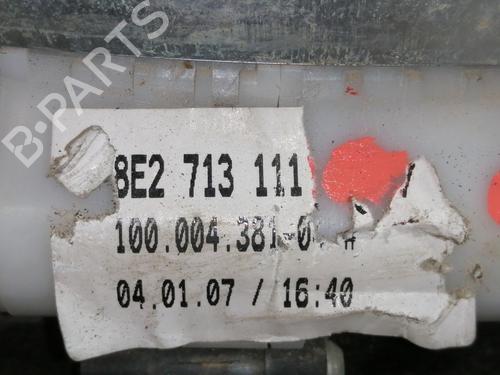 B-PARTS
8E2 713 111
100.004.381-0
04.01.07 / 16:40